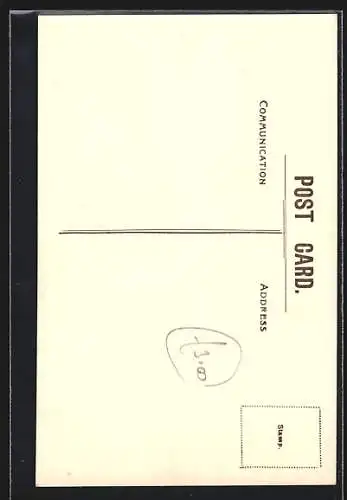 POST CARD.
COMMUNICATION
ADDRESS
Stamp.